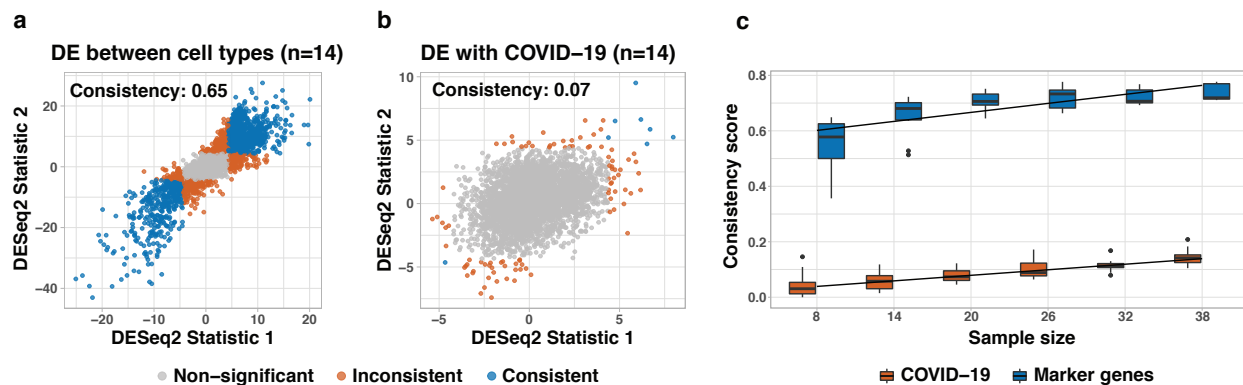 a
DE between cell types (n=14)
Consistency: 0.65
20
0
−20
−40
DESeq2 Statistic 2
−20
−10
0
10
20
DESeq2 Statistic 1
b
DE with COVID−19 (n=14)
Consistency: 0.07
10
5
0
−5
DESeq2 Statistic 2
−5
0
5
DESeq2 Statistic 1
Non−significant
Inconsistent
Consistent
c
0.8
0.6
0.4
0.2
0.0
Consistency score
8
14
20
26
32
38
Sample size
COVID−19
Marker genes